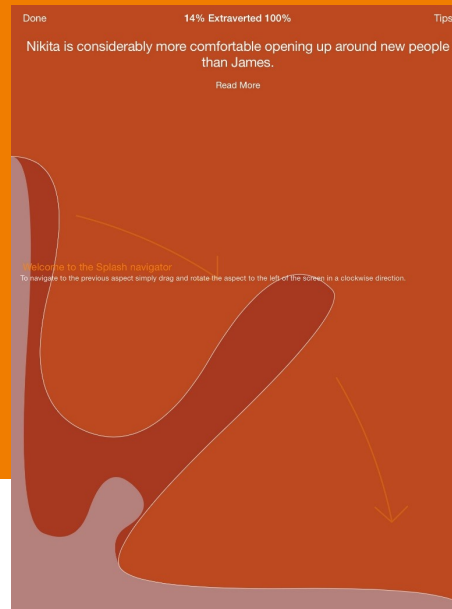 Done 14% Extraverted 100% Tips
Nikita is considerably more comfortable opening up around new people
than James.
Read More
Welcome to the Splash navigator
To navigate to the previous aspect simply drag and rotate the aspect to the left of the screen in a clockwise direction.